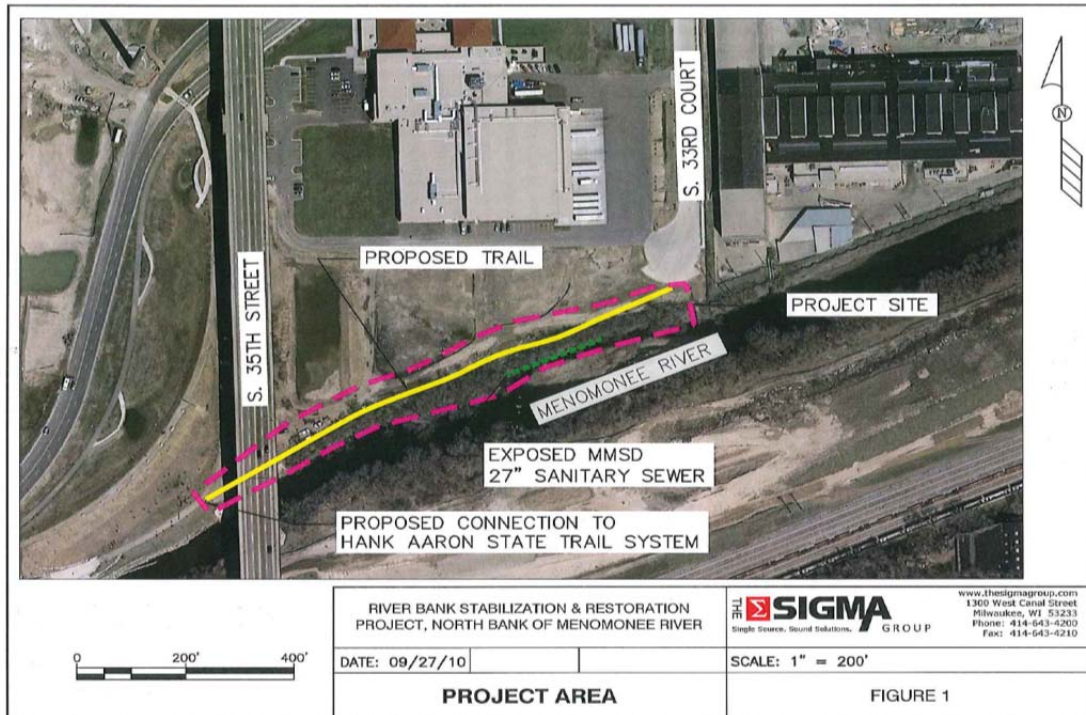 S. 33RD COURT
S. 35TH STREET
N
PROPOSED TRAIL
PROJECT SITE
MENOMONEE RIVER
EXPOSED MMSD
27" SANITARY SEWER
PROPOSED CONNECTION TO
HANK AARON STATE TRAIL SYSTEM
0 200' 400'
RIVER BANK STABILIZATION & RESTORATION
PROJECT, NORTH BANK OF MENOMONEE RIVER
DATE: 09/27/10
PROJECT AREA
THE SIGMA GROUP
Single Source. Sound Solutions.
www.thesigmagroup.com
1300 West Canal Street
Milwaukee, WI 53233
Phone: 414-643-4200
Fax: 414-643-4210
SCALE: 1" = 200'
FIGURE 1